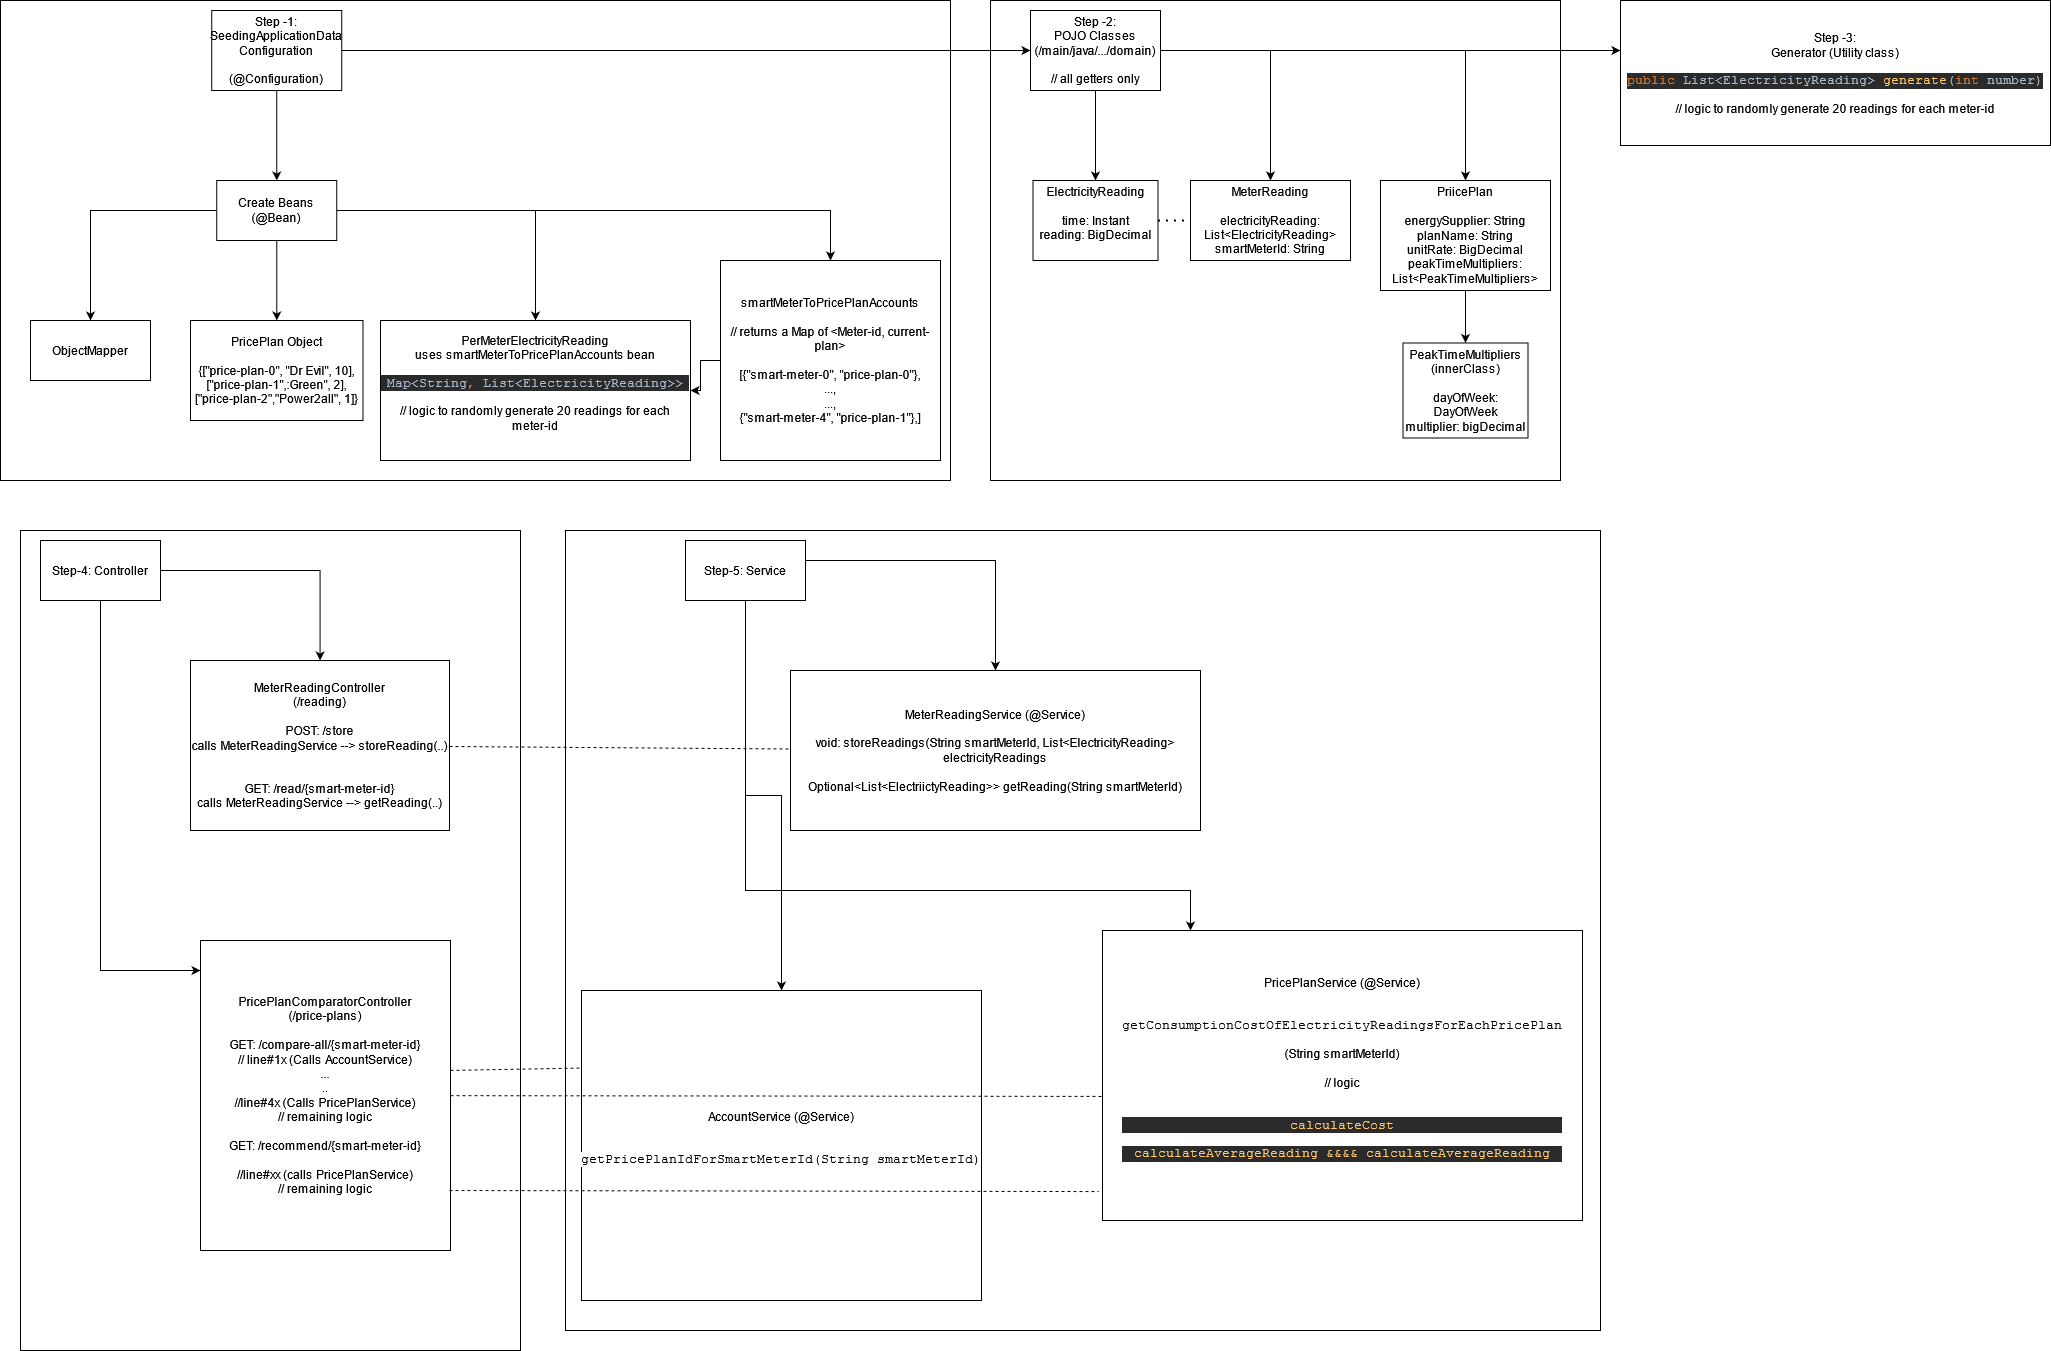 Step -1:
SeedingApplicationData
Configuration
(@Configuration)
Create Beans
(@Bean)
ObjectMapper
PricePlan Object
{["price-plan-0", "Dr Evil", 10],
["price-plan-1",:Green", 2],
["price-plan-2","Power2all", 1]}
PerMeterElectricityReading
uses smartMeterToPricePlanAccounts bean
Map<String, List<ElectricityReading>>
// logic to randomly generate 20 readings for each
meter-id
smartMeterToPricePlanAccounts
// returns a Map of <Meter-id, current-
plan>
[{"smart-meter-0", "price-plan-0"},
...,
...,
{"smart-meter-4", "price-plan-1"},]
Step -2:
POJO Classes
(/main/java/.../domain)
// all getters only
ElectricityReading
time: Instant
reading: BigDecimal
MeterReading
electricityReading:
List<ElectricityReading>
smartMeterId: String
PriicePlan
energySupplier: String
planName: String
unitRate: BigDecimal
peakTimeMultipliers:
List<PeakTimeMultipliers>
PeakTimeMultipliers
(innerClass)
dayOfWeek:
DayOfWeek
multiplier: bigDecimal
Step -3:
Generator (Utility class)
public List<ElectricityReading> generate(int number)
// logic to randomly generate 20 readings for each meter-id
Step-4: Controller
MeterReadingController
(/reading)
POST: /store
calls MeterReadingService --> storeReading(..)
GET: /read/{smart-meter-id}
calls MeterReadingService --> getReading(..)
PricePlanComparatorController
(/price-plans)
GET: /compare-all/{smart-meter-id}
// line#1x (Calls AccountService)
...
..
//line#4x (Calls PricePlanService)
// remaining logic
GET: /recommend/{smart-meter-id}
//line#xx (calls PricePlanService)
// remaining logic
Step-5: Service
MeterReadingService (@Service)
void: storeReadings(String smartMeterId, List<ElectricityReading>
electricityReadings
Optional<List<ElectriictyReading>> getReading(String smartMeterId)
AccountService (@Service)
getPricePlanIdForSmartMeterId(String smartMeterId)
PricePlanService (@Service)
getConsumptionCostOfElectricityReadingsForEachPricePlan
(String smartMeterId)
// logic
calculateCost
calculateAverageReading &&&& calculateAverageReading